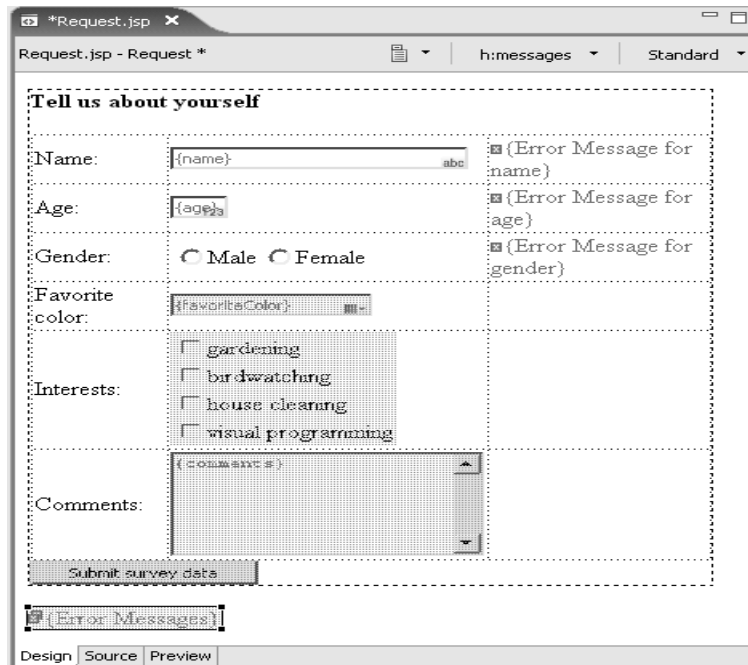 *Request.jsp
Request.jsp - Request *
h:messages
Standard
Tell us about yourself
Name:
{name}
abc
{Error Message for
name}
Age:
{age}
123
{Error Message for
age}
Gender:
Male
Female
{Error Message for
gender}
Favorite
color:
{favoriteColor}
Interests:
gardening
birdwatching
house cleaning
visual programming
Comments:
{comments}
Submit survey data
{Error Messages}
Design
Source
Preview